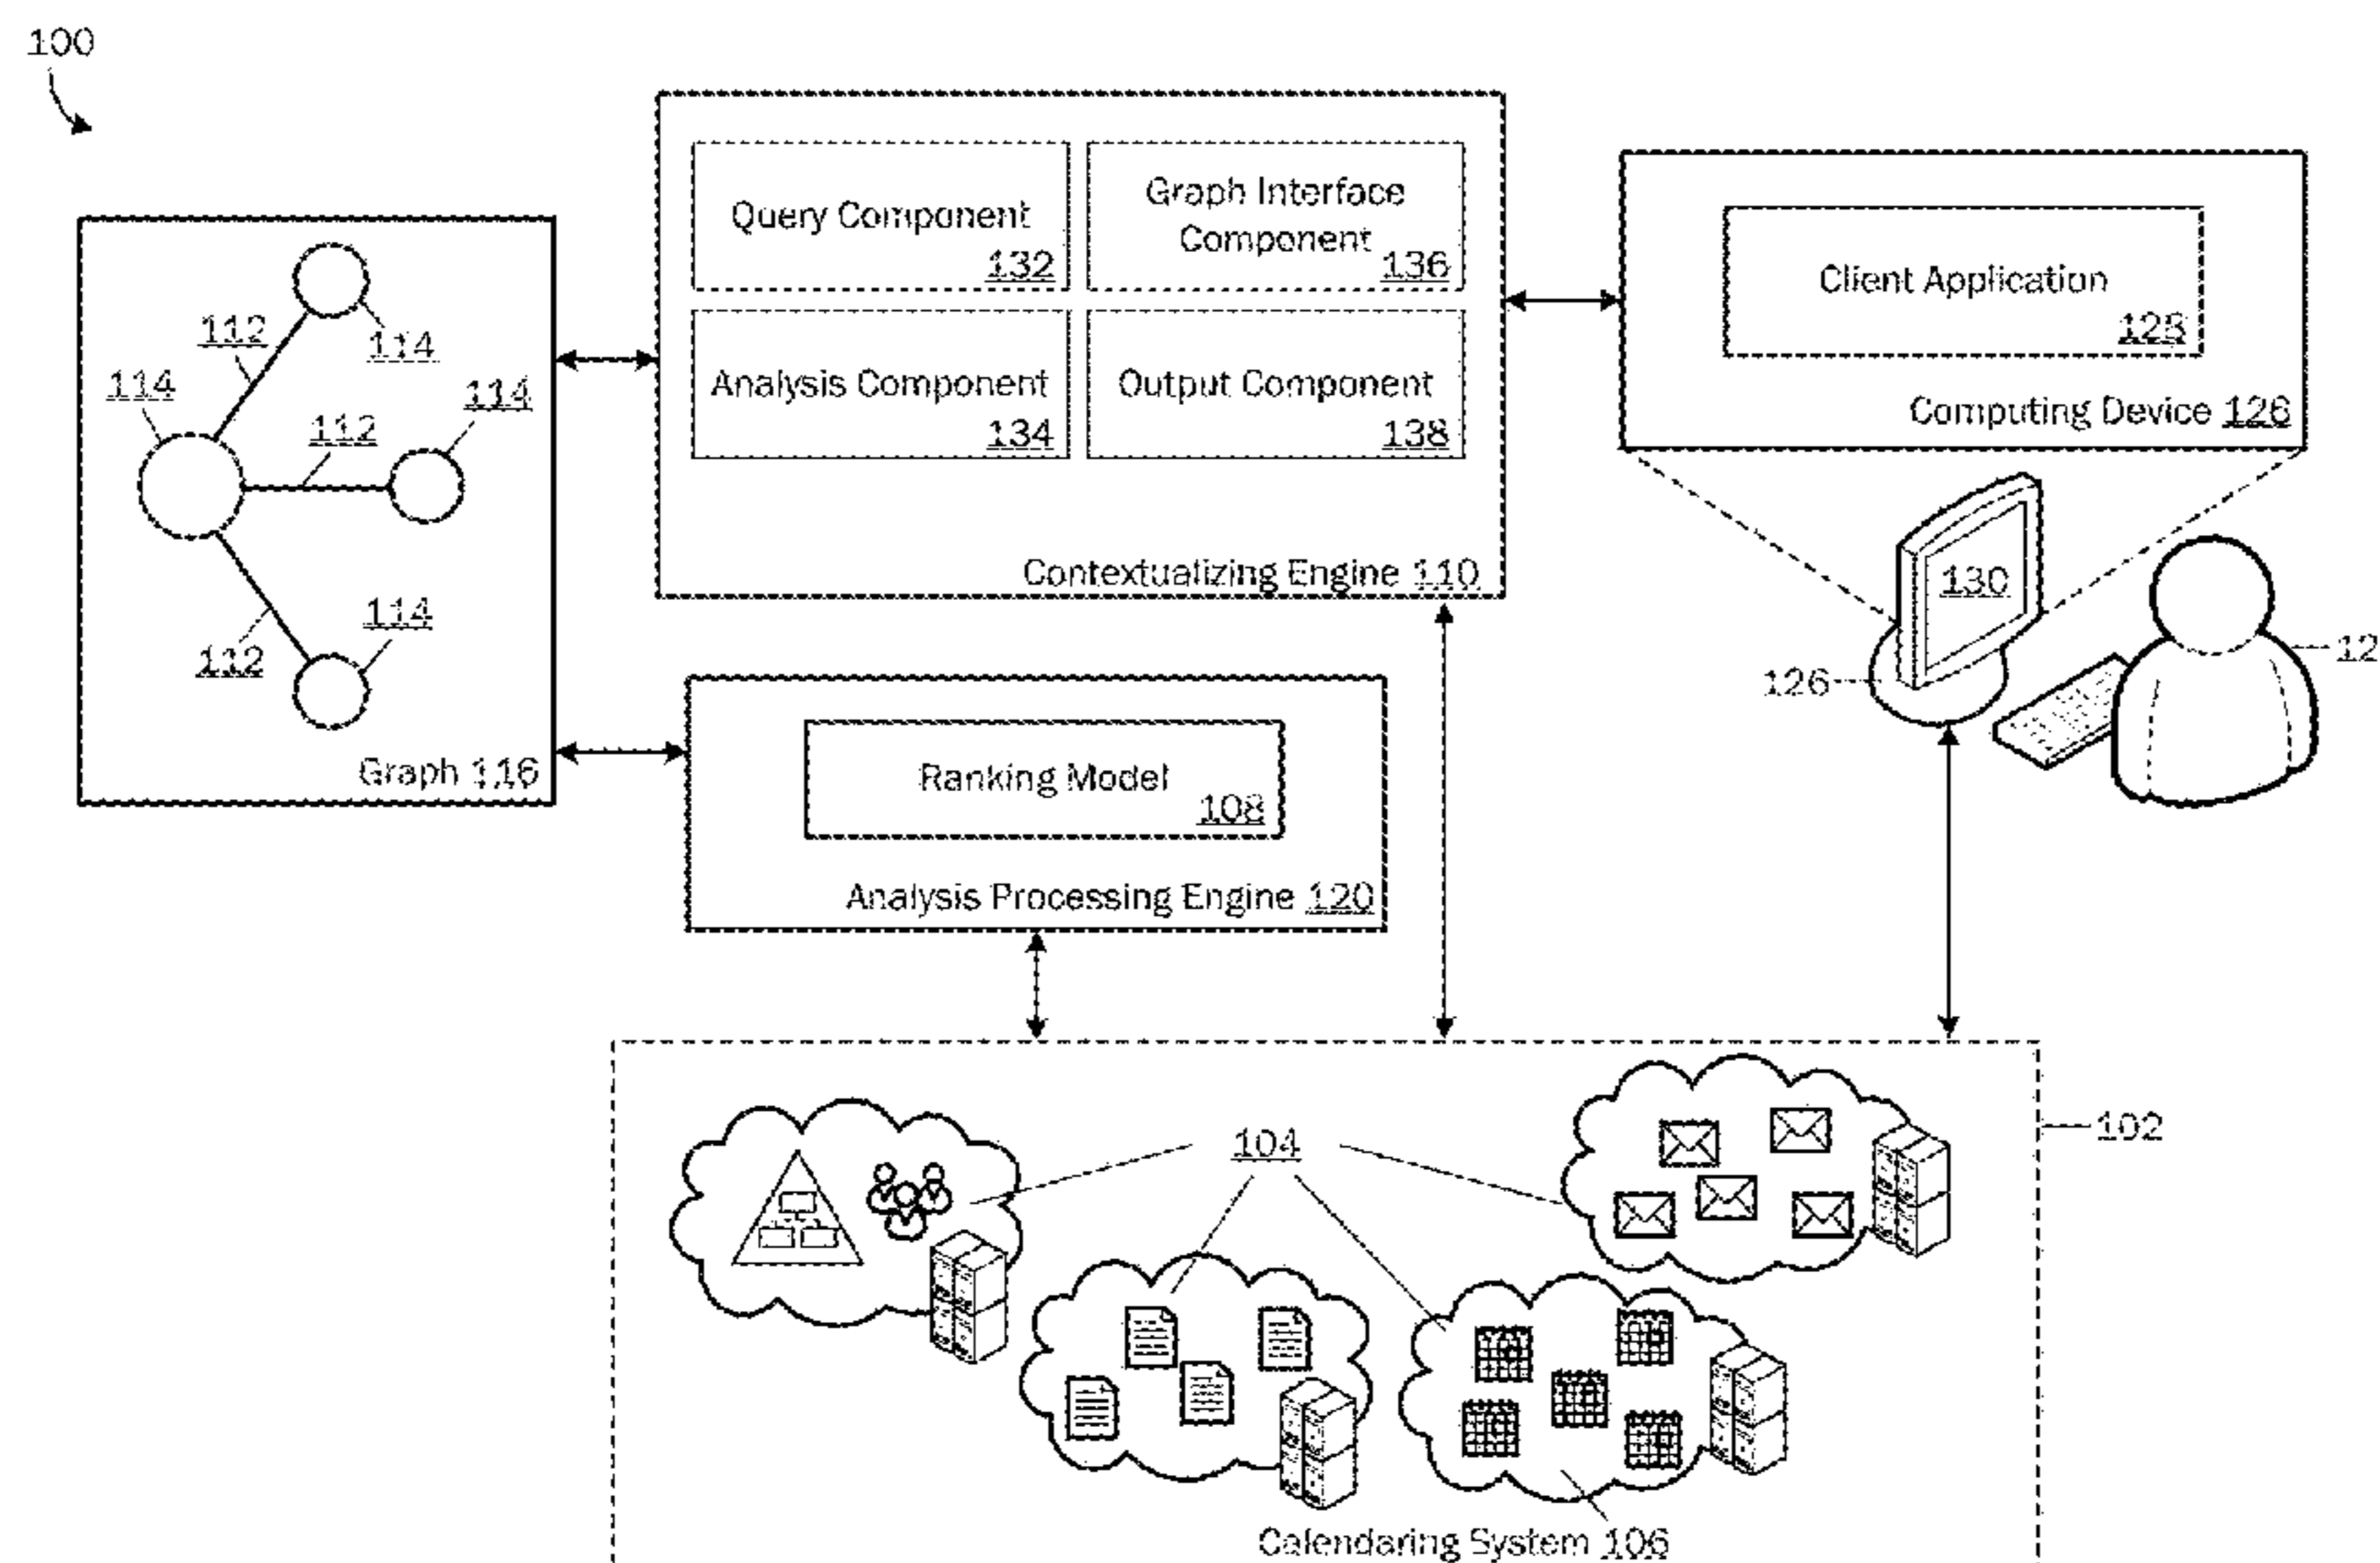 100
Query Component
132
Graph Interface
Component
136
Client Application
128
Computing Device 126
Analysis Component
134
Output Component
138
Contextualizing Engine 110
112
114
114
114
112
114
112
Graph 116
130
126
12
Ranking Model
108
Analysis Processing Engine 120
104
102
Calendaring System 106